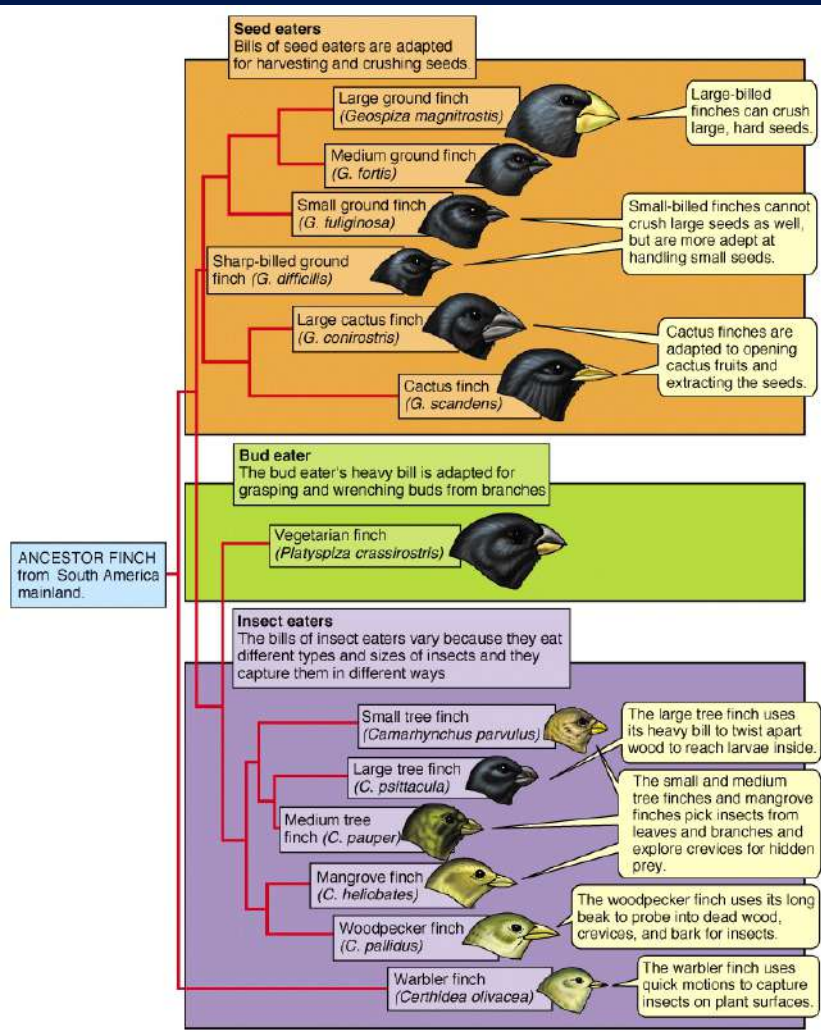 Seed eaters
Bills of seed eaters are adapted
for harvesting and crushing seeds.
Large ground finch
(Geospiza magnitrostis)
Large-billed
finches can crush
large, hard seeds.
Medium ground finch
(G. fortis)
Small ground finch
(G. fuliginosa)
Small-billed finches cannot
crush large seeds as well,
but are more adept at
handling small seeds.
Sharp-billed ground
finch (G. difficilis)
Large cactus finch
(G. conirostris)
Cactus finches are
adapted to opening
cactus fruits and
extracting the seeds.
Cactus finch
(G. scandens)
Bud eater
The bud eater's heavy bill is adapted for
grasping and wrenching buds from branches
Vegetarian finch
(Platyspiza crassirostris)
ANCESTOR FINCH
from South America
mainland.
Insect eaters
The bills of insect eaters vary because they eat
different types and sizes of insects and they
capture them in different ways
Small tree finch
(Camarhynchus parvulus)
The large tree finch uses
its heavy bill to twist apart
wood to reach larvae inside.
Large tree finch
(C. psittacula)
The small and medium
tree finches and mangrove
finches pick insects from
leaves and branches and
explore crevices for hidden
prey.
Medium tree
finch (C. pauper)
Mangrove finch
(C. heliobates)
Woodpecker finch
(C. pallidus)
The woodpecker finch uses its long
beak to probe into dead wood,
crevices, and bark for insects.
Warbler finch
(Certhidea olivacea)
The warbler finch uses
quick motions to capture
insects on plant surfaces.